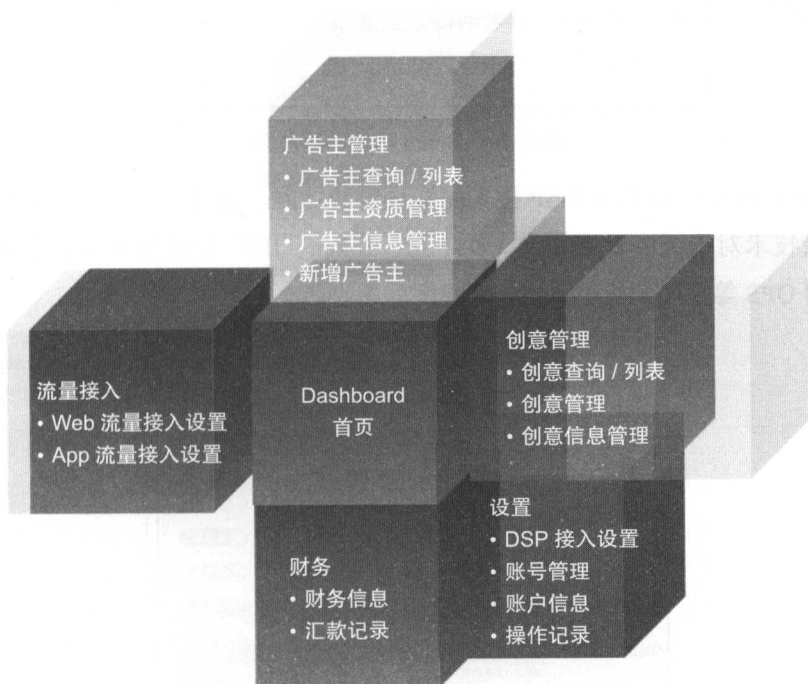 广告主管理
• 广告主查询 / 列表
• 广告主资质管理
• 广告主信息管理
• 新增广告主
流量接入
• Web 流量接入设置
• App 流量接入设置
Dashboard
首页
创意管理
• 创意查询 / 列表
• 创意管理
• 创意信息管理
财务
• 财务信息
• 汇款记录
设置
• DSP 接入设置
• 账号管理
• 账户信息
• 操作记录